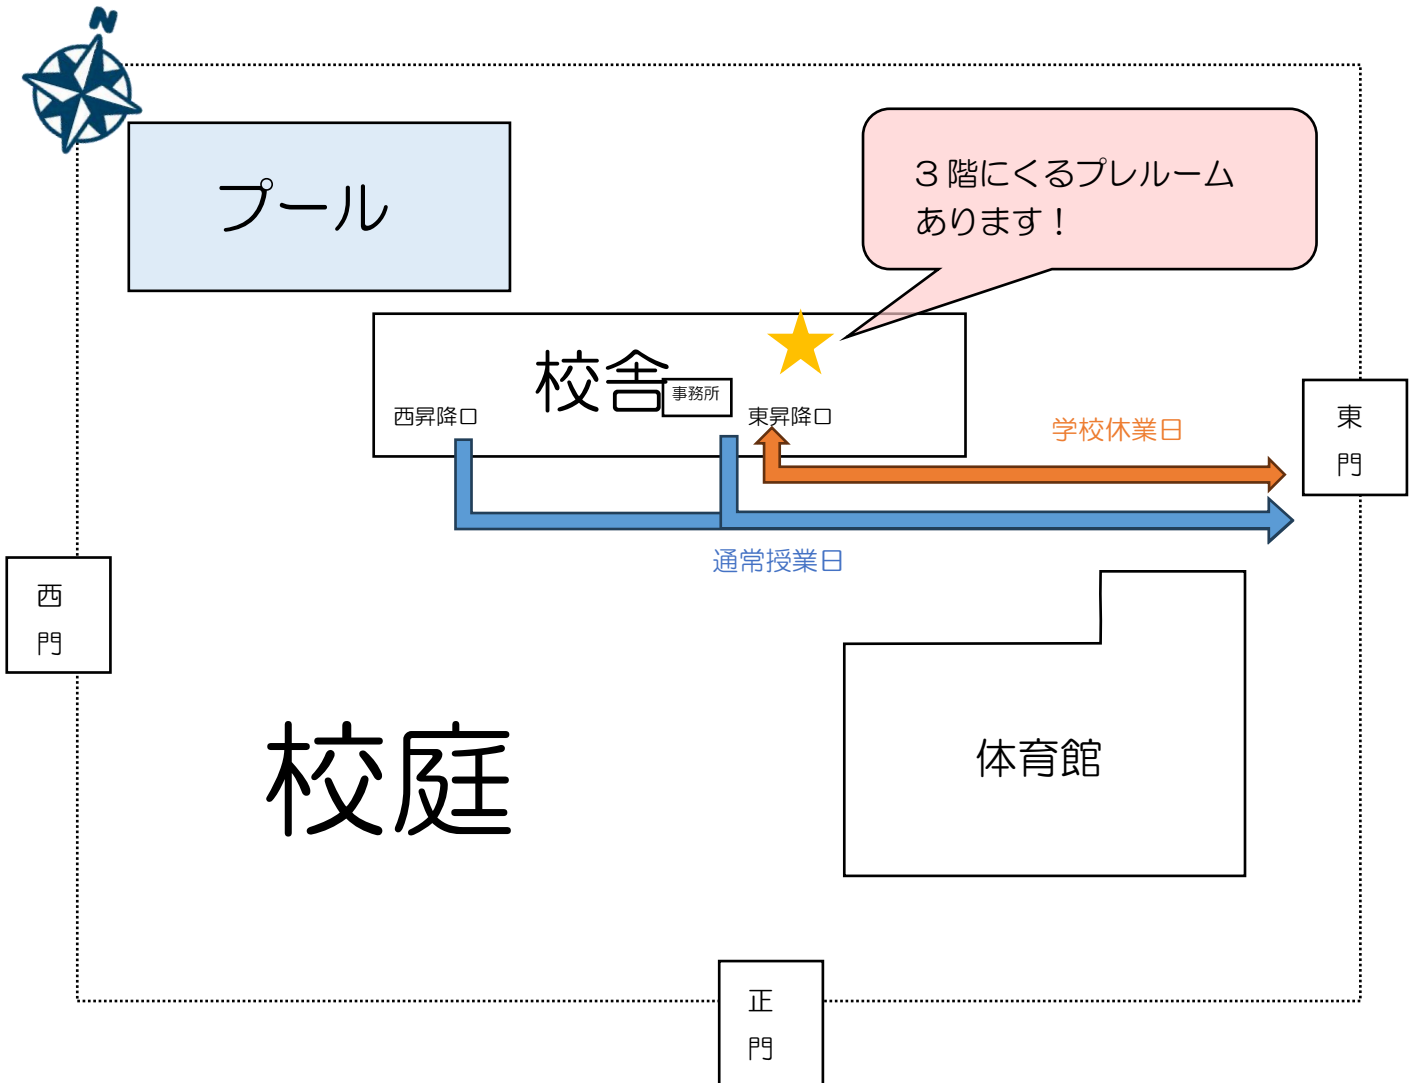 N
プール
3階にくるプレルーム
あります！
校舎
事務所
西昇降口
東昇降口
学校休業日
東
門
通常授業日
西
門
校庭
体育館
正
門